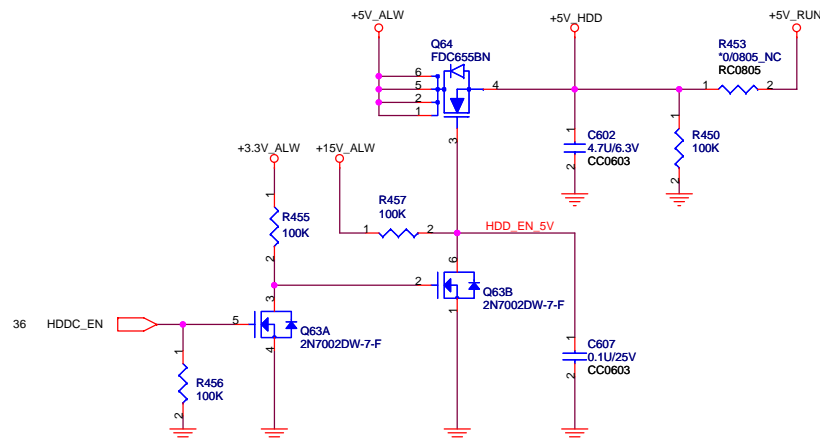 +5V_ALW
+5V_HDD
+5V_RUN
Q64
FDC655BN
R453
*0/0805_NC
RC0805
6
5
2
1
4
1
2
3
1
2
C602
4.7U/6.3V
CC0603
1
2
R450
100K
+3.3V_ALW
+15V_ALW
1
2
R455
100K
R457
100K
1
2
HDD_EN_5V
6
2
1
Q63B
2N7002DW-7-F
3
5
4
Q63A
2N7002DW-7-F
36
HDDC_EN
1
2
R456
100K
1
2
C607
0.1U/25V
CC0603